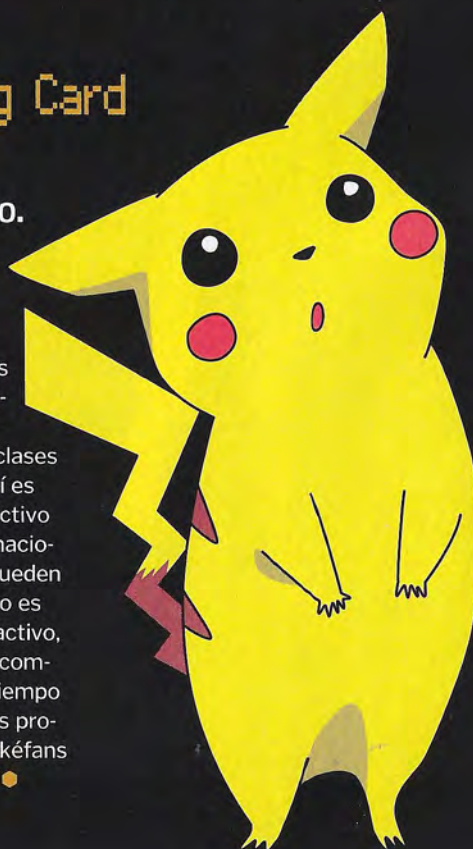 g Card
o.
s
-
clases
í es
ctivo
nacio-
ueden
o es
activo,
com-
iempo
s pro-
kéfans